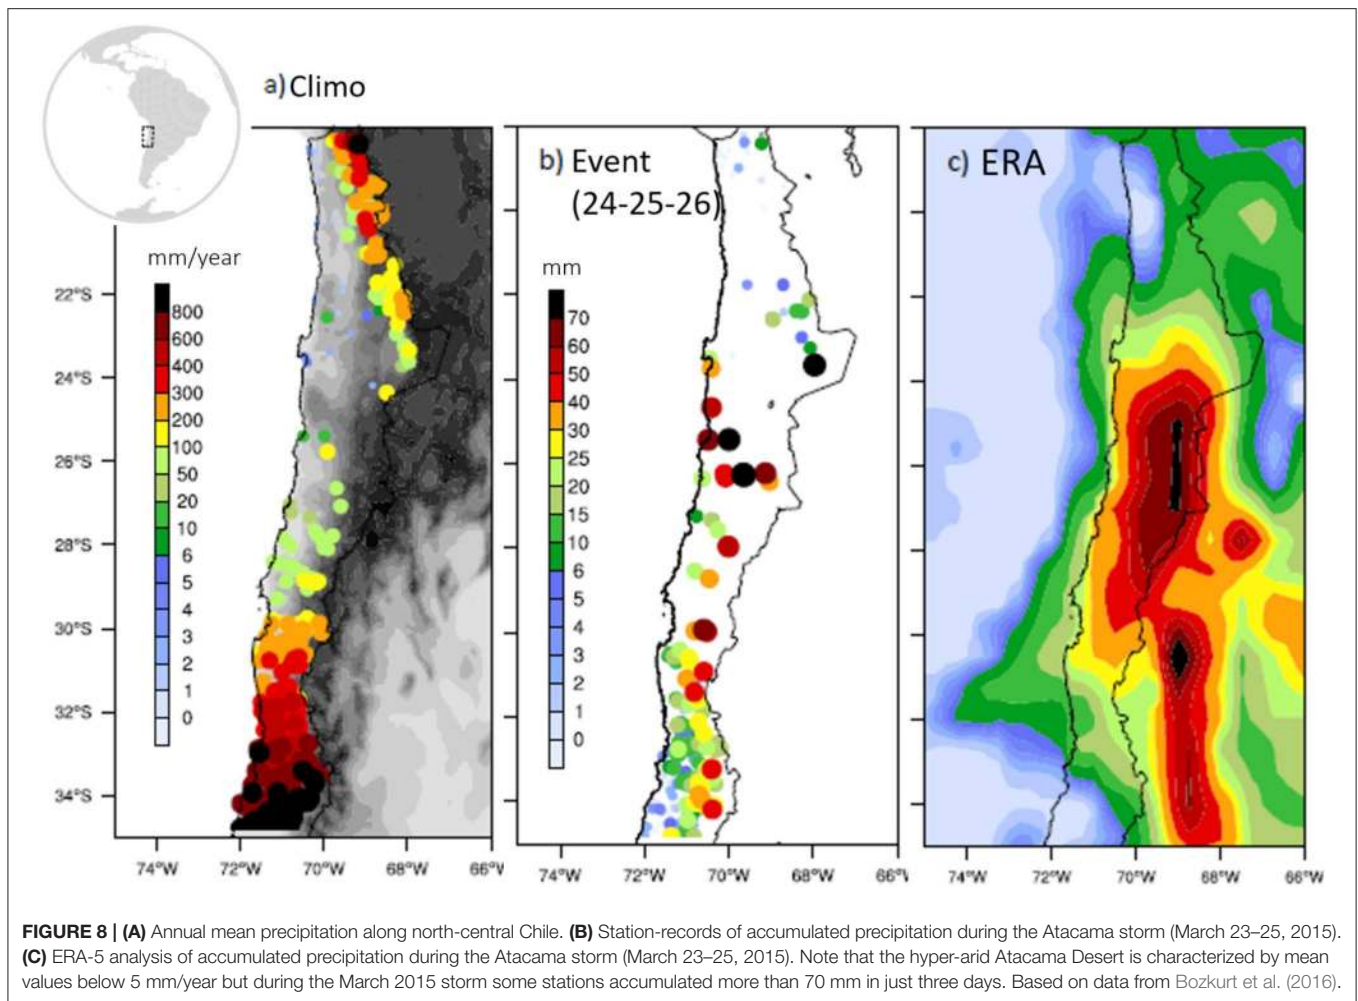 a) Climo
mm/year
800
600
400
300
200
100
50
20
10
6
5
4
3
2
1
0
22°S
24°S
26°S
28°S
30°S
32°S
34°S
74°W
72°W
70°W
68°W
66°W
b) Event
(24-25-26)
mm
70
60
50
40
30
25
20
15
10
6
5
4
3
2
1
0
74°W
72°W
70°W
68°W
66°W
c) ERA
74°W
72°W
70°W
68°W
66°W
FIGURE 8 | (A) Annual mean precipitation along north-central Chile. (B) Station-records of accumulated precipitation during the Atacama storm (March 23–25, 2015).
(C) ERA-5 analysis of accumulated precipitation during the Atacama storm (March 23–25, 2015). Note that the hyper-arid Atacama Desert is characterized by mean
values below 5 mm/year but during the March 2015 storm some stations accumulated more than 70 mm in just three days. Based on data from Bozkurt et al. (2016).